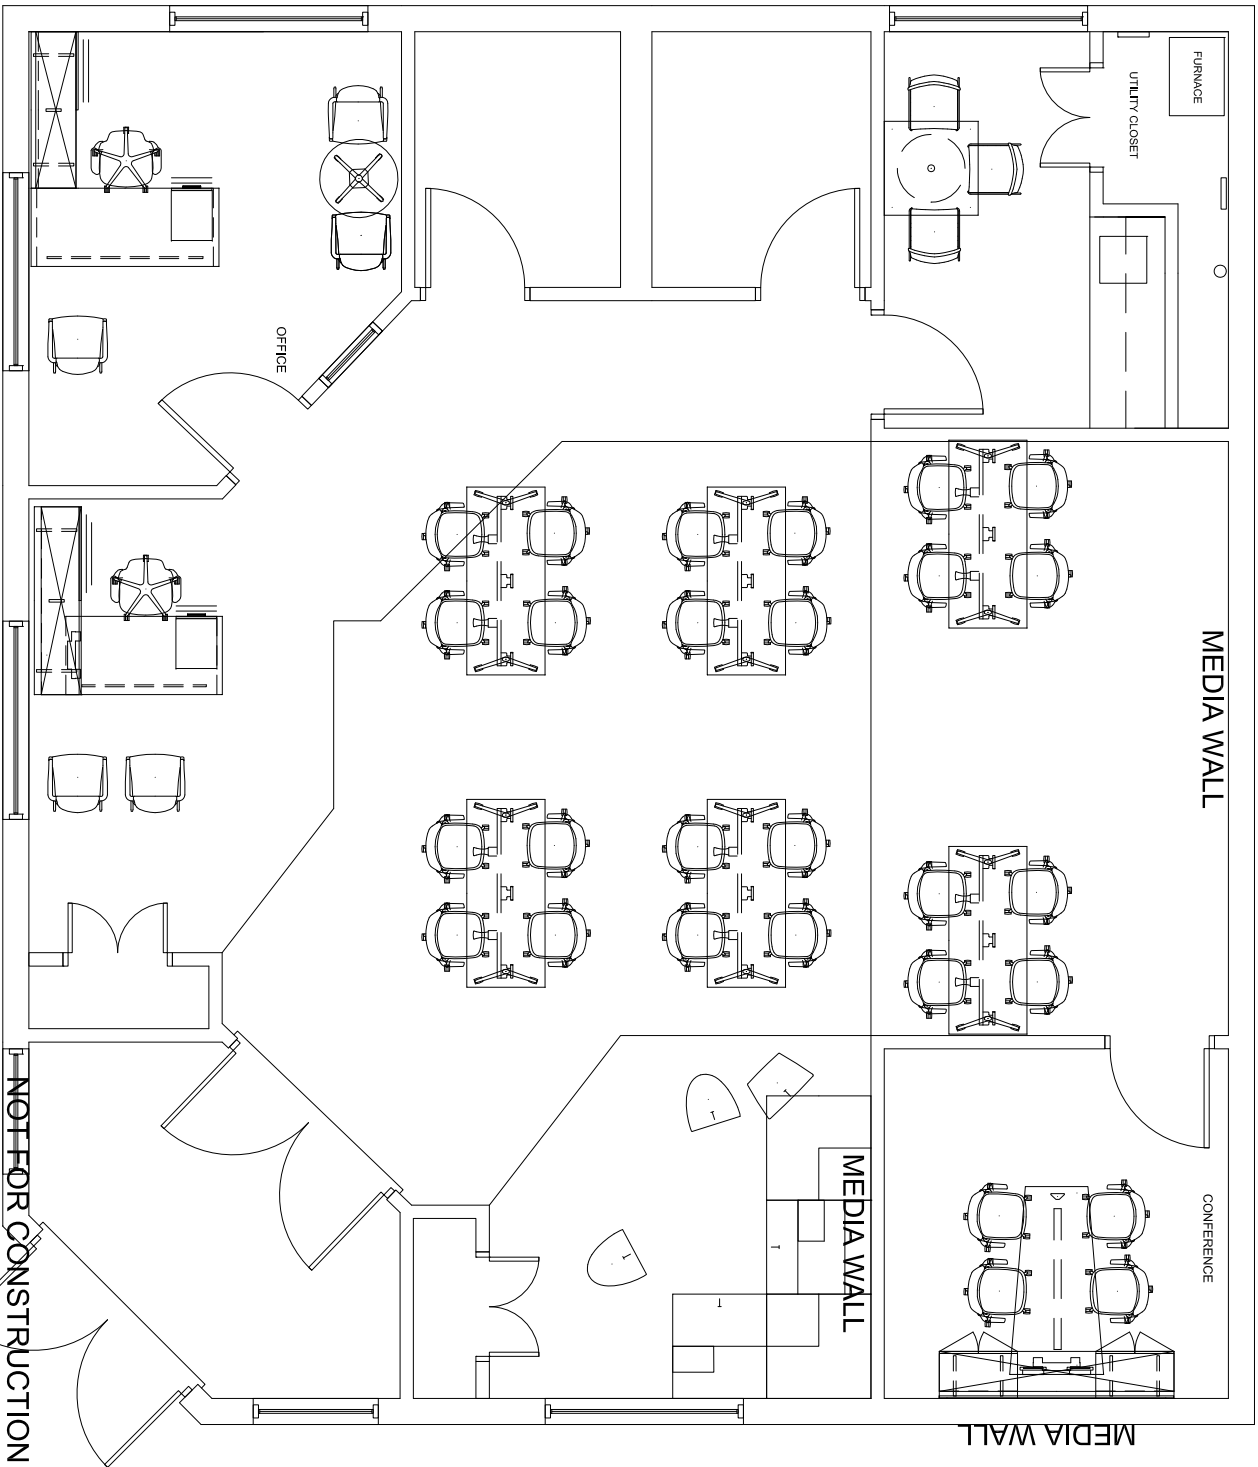 FURNACE
UTILITY CLOSET
OFFICE
MEDIA WALL
MEDIA WALL
CONFERENCE
MEDIA WALL
NOT FOR CONSTRUCTION